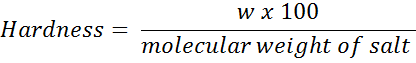 Hardness = w x 100
molecular weight of salt